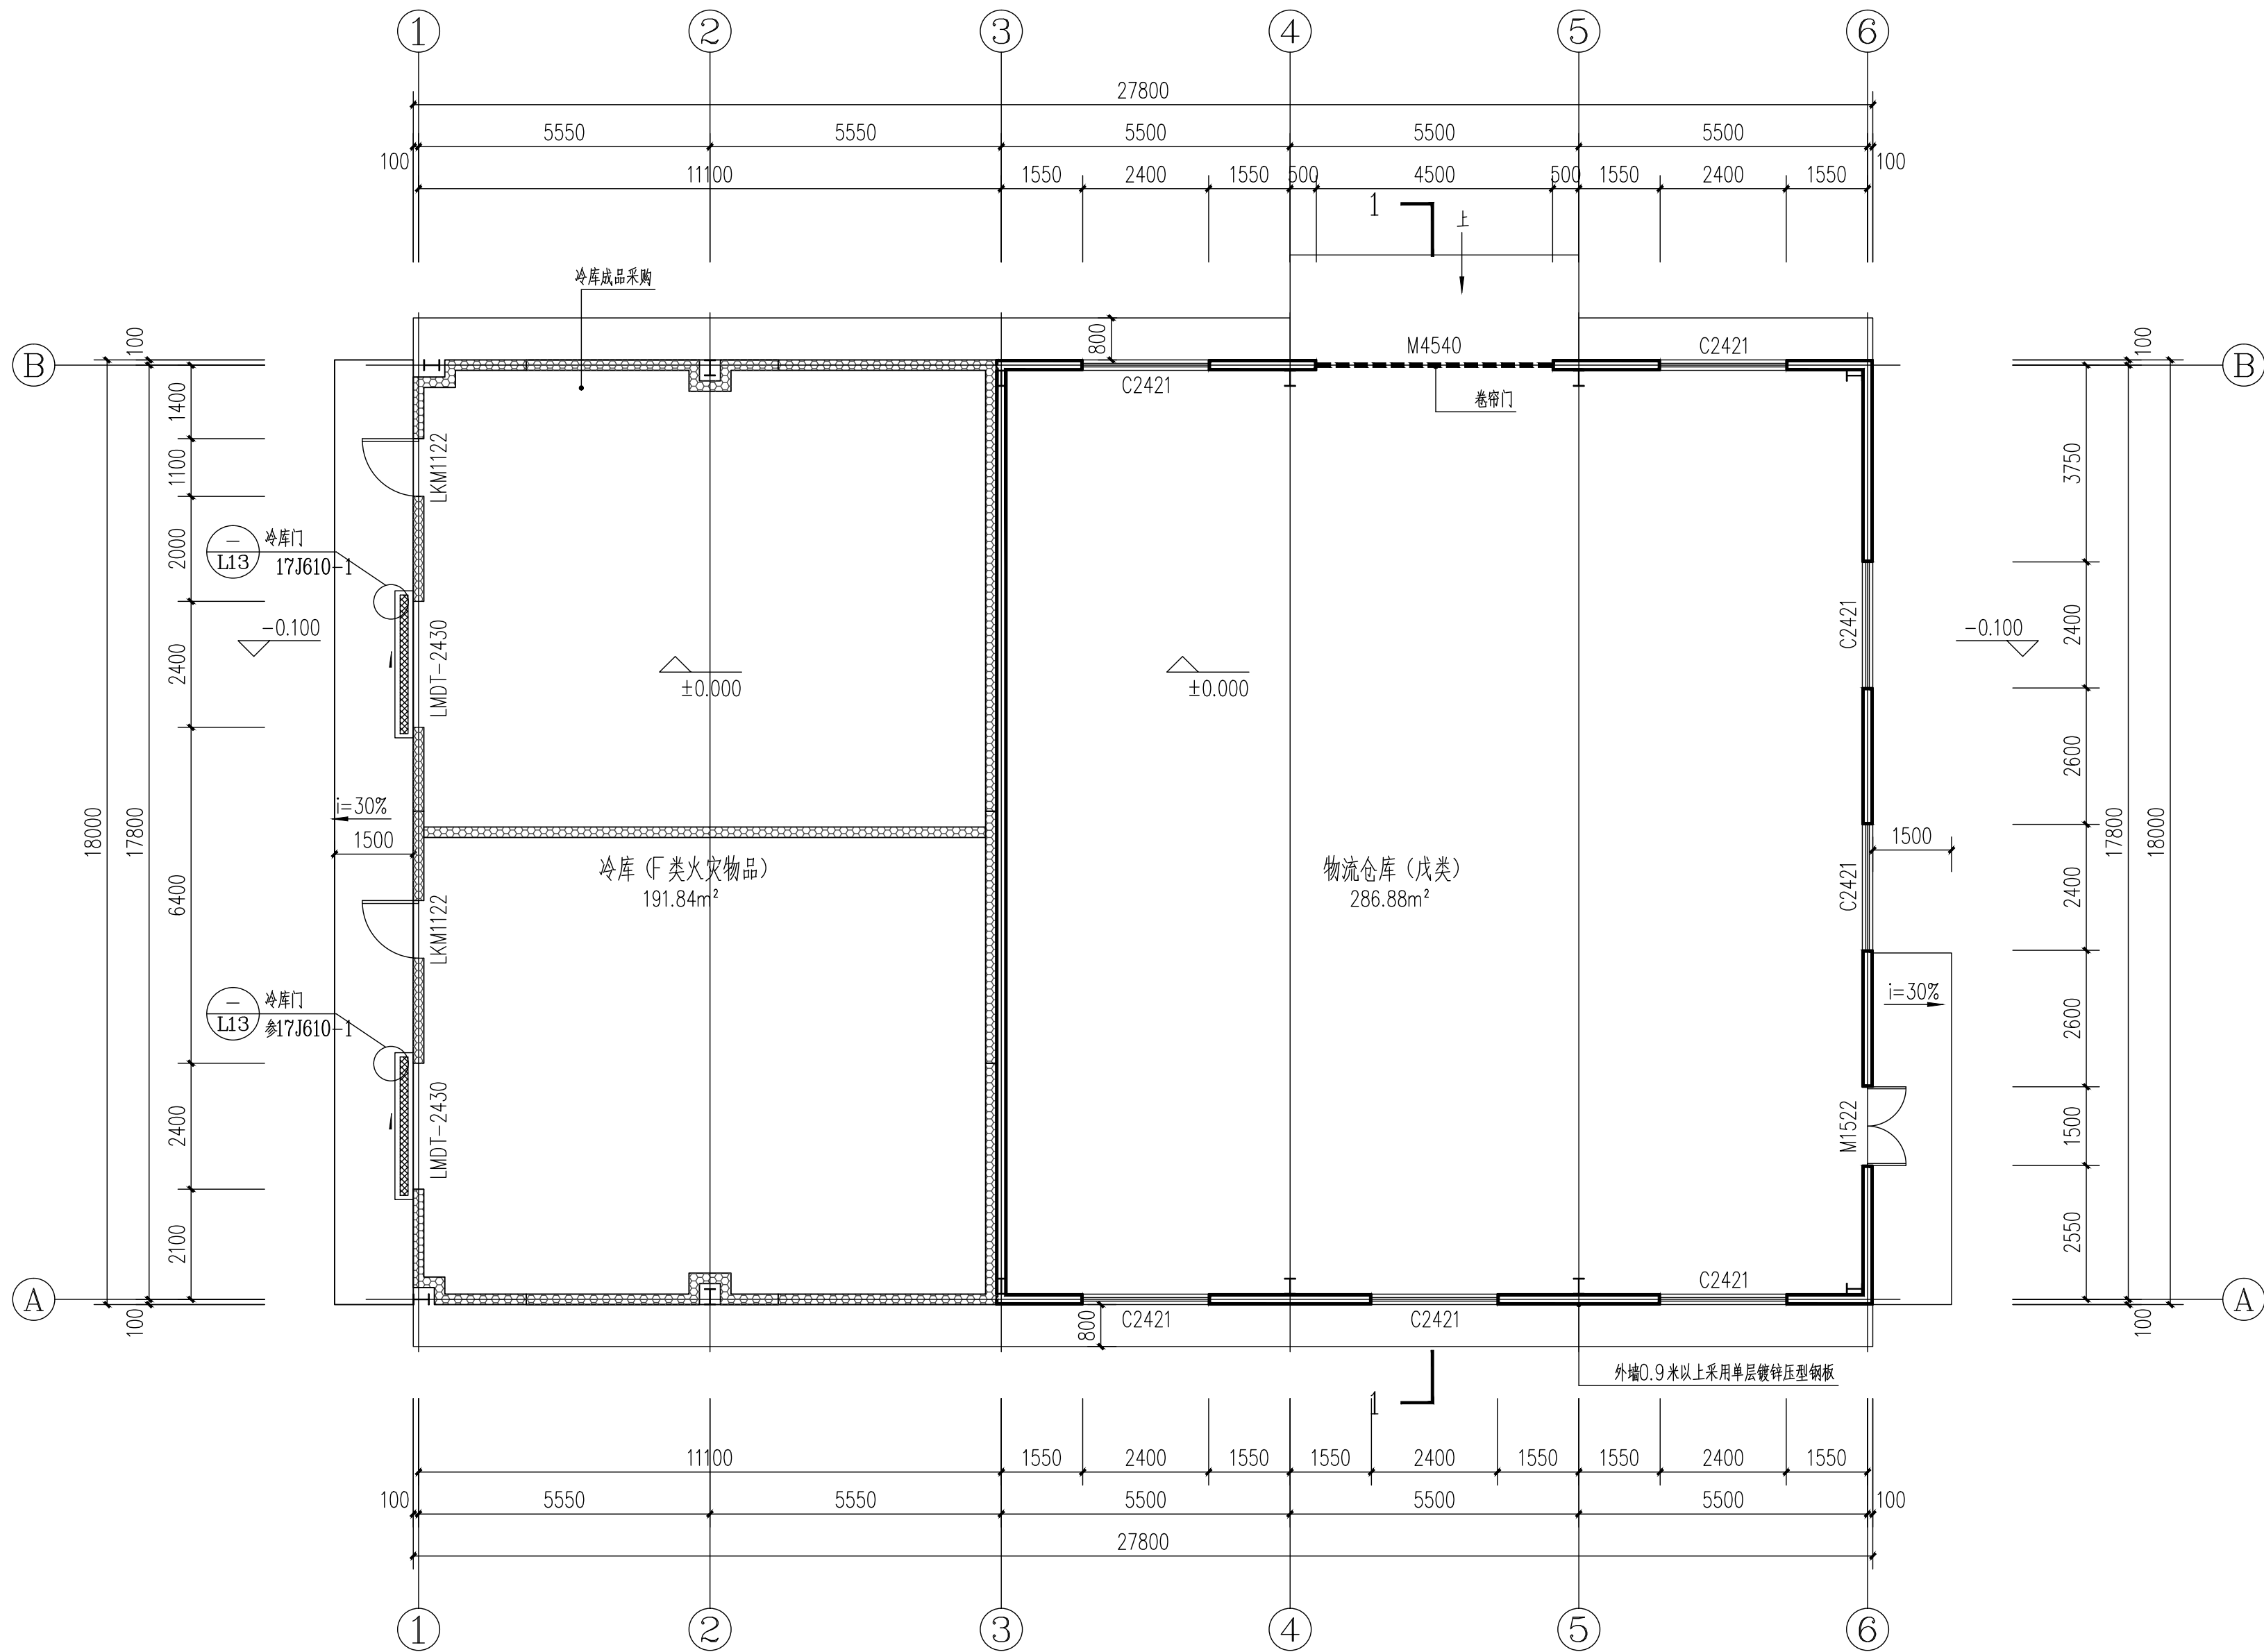 1 2 3 4 5 6
27800
5550 5550 5500 5500 5500
100 11100 1550 2400 1550 500 4500 500 1550 2400 1550 100
1 上
冷库成品采购
800
B 100 M4540 C2421 100 B
C2421
卷帘门
1400
LKM1122
1100
3750
2000
冷库门
—
L13
17J610-1
-0.100
2400
LMDT-2430
±0.000
±0.000
C2421
-0.100
2400
2600
i=30%
1500
18000
17800
6400
冷库（F 类火灾物品）
191.84m²
物流仓库（戊类）
286.88m²
1500
17800
18000
C2421
2400
LKM1122
冷库门
—
L13
参17J610-1
i=30%
2600
2400
LMDT-2430
M1522
1500
2100
2550
C2421
A 100 800 C2421 C2421 100 A
外墙0.9米以上采用单层镀锌压型钢板
1
11100 1550 2400 1550 1550 2400 1550 1550 2400 1550
100 5550 5550 5500 5500 5500 100
27800
1 2 3 4 5 6